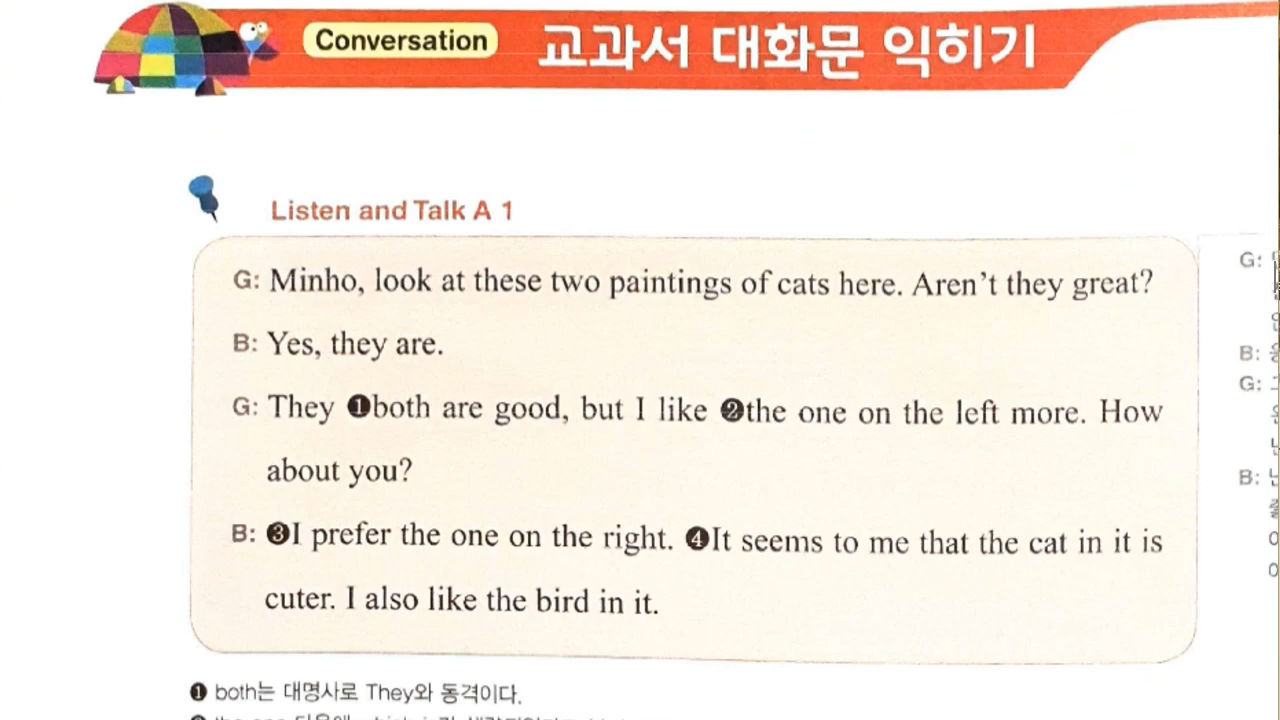 Conversation 교과서 대화문 익히기
Listen and Talk A 1
G: Minho, look at these two paintings of cats here. Aren't they great?
B: Yes, they are.
G: They ❶both are good, but I like ❷the one on the left more. How
about you?
B: ❸I prefer the one on the right. ❹It seems to me that the cat in it is
cuter. I also like the bird in it.
❶ both는 대명사로 They와 동격이다.
G:
B:
G:
B: